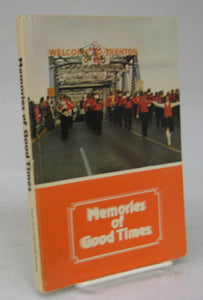 WELCOME TO TRENTON
Memories
of
Good Times
Memories of Good Times